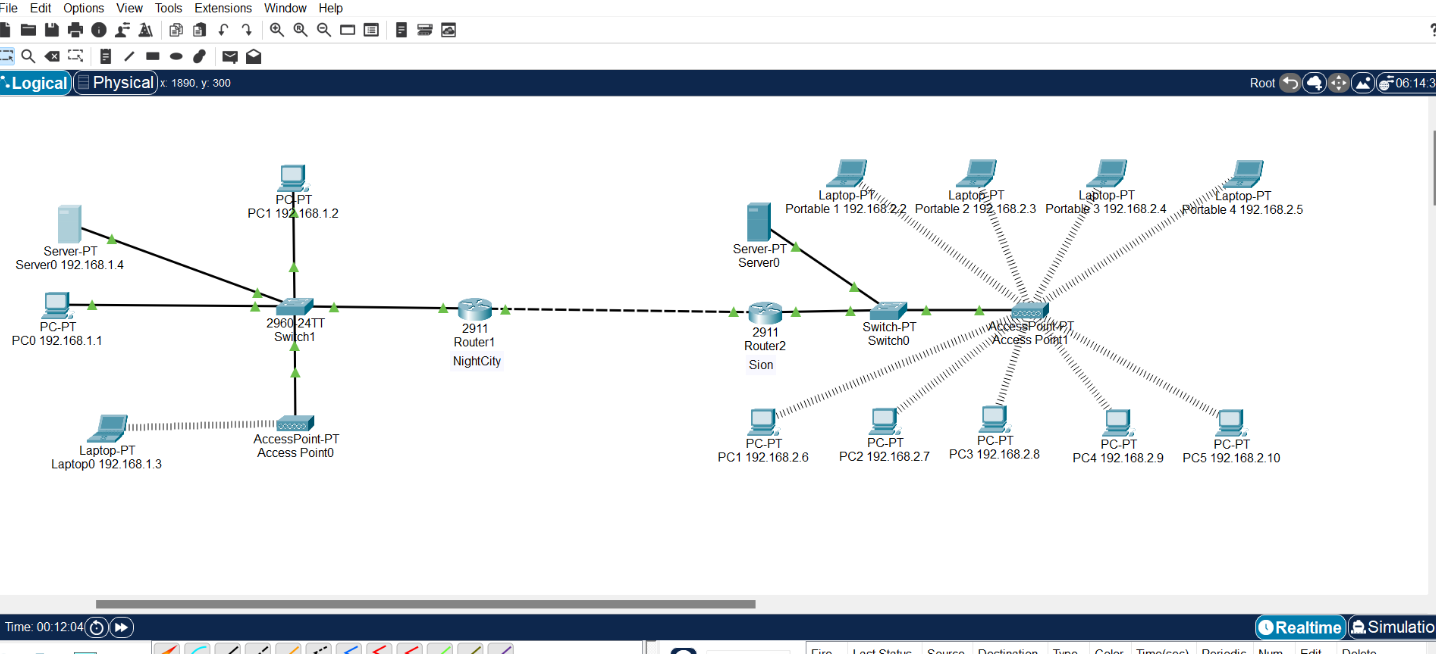 File Edit Options View Tools Extensions Window Help
Logical Physical x: 1890, y: 300 Root 06:14:3
PC-PT
PC1 192.168.1.2
Server-PT
Server0 192.168.1.4
PC-PT
PC0 192.168.1.1
2960-24TT
Switch1
2911
Router1
NightCity
Laptop-PT
Laptop0 192.168.1.3
AccessPoint-PT
Access Point0
Laptop-PT
Portable 1 192.168.2.2
Laptop-PT
Portable 2 192.168.2.3
Laptop-PT
Portable 3 192.168.2.4
Laptop-PT
Portable 4 192.168.2.5
Server-PT
Server0
2911
Router2
Sion
Switch-PT
Switch0
AccessPoint-PT
Access Point1
PC-PT
PC1 192.168.2.6
PC-PT
PC2 192.168.2.7
PC-PT
PC3 192.168.2.8
PC-PT
PC4 192.168.2.9
PC-PT
PC5 192.168.2.10
Time: 00:12:04 Realtime Simulatio
Fire Last Status Source Destination Type Color Time(sec) Periodic Num Edit Delete